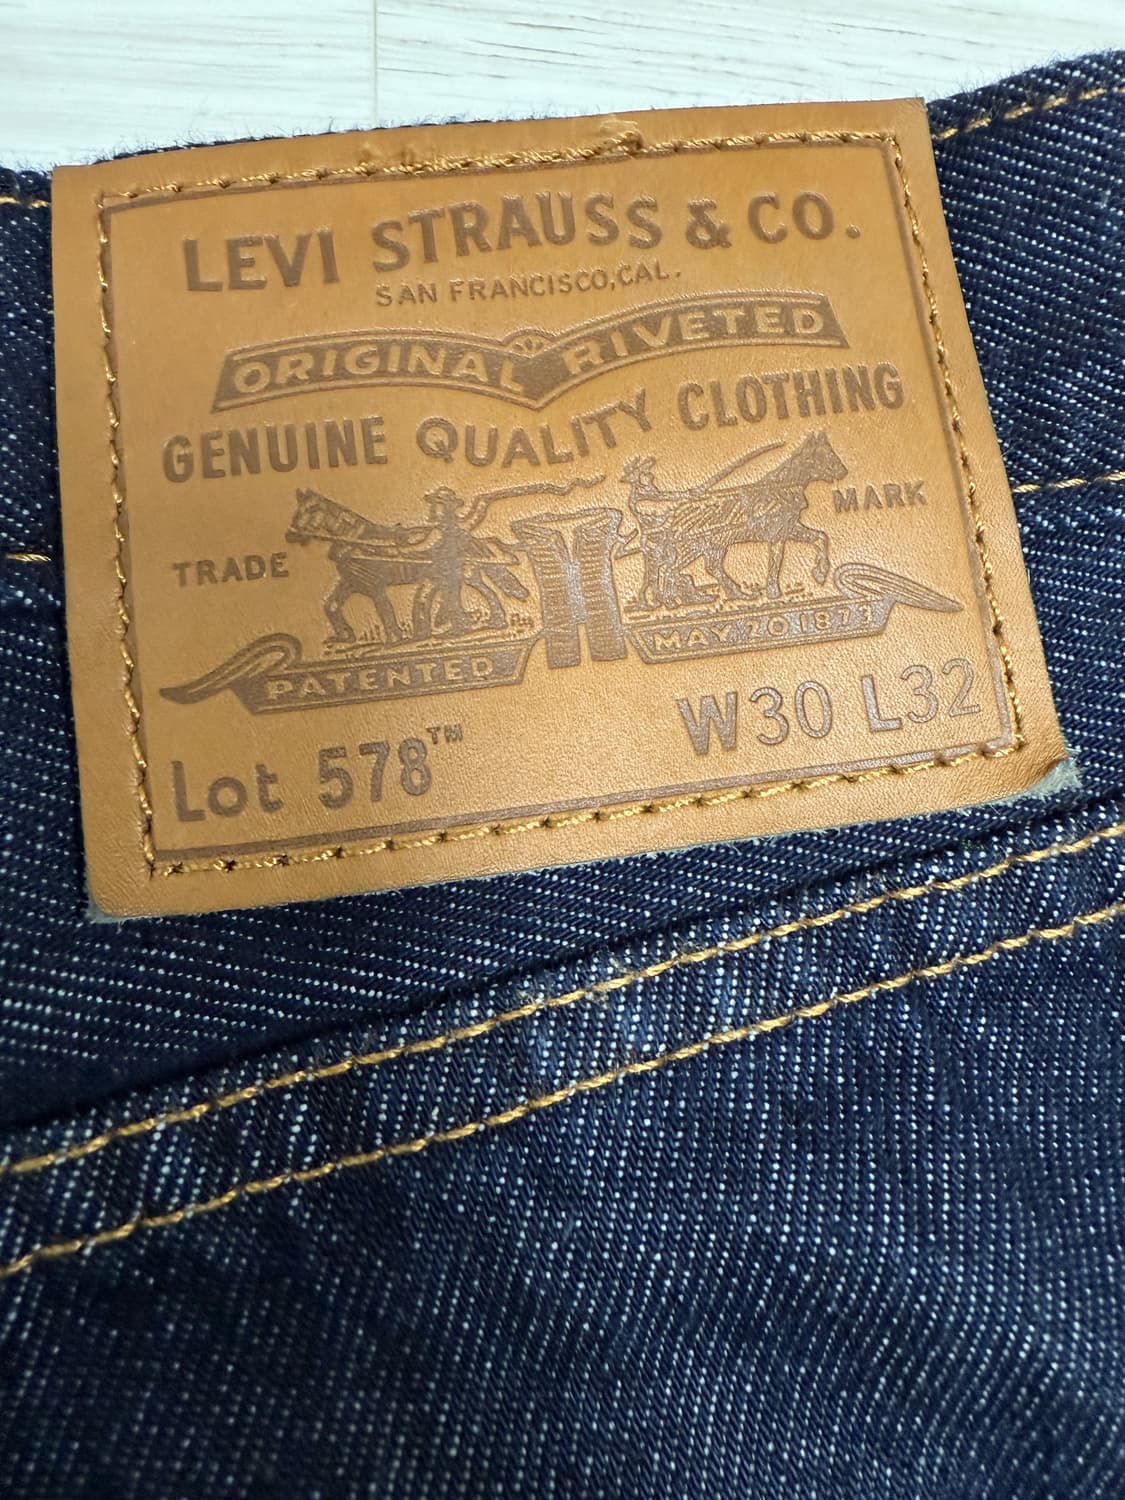 LEVI STRAUSS & CO.
SAN FRANCISCO, CAL.
ORIGINAL RIVETED
GENUINE QUALITY CLOTHING
TRADE MARK
PATENTED MAY 20 1873
Lot 578™ W30 L32